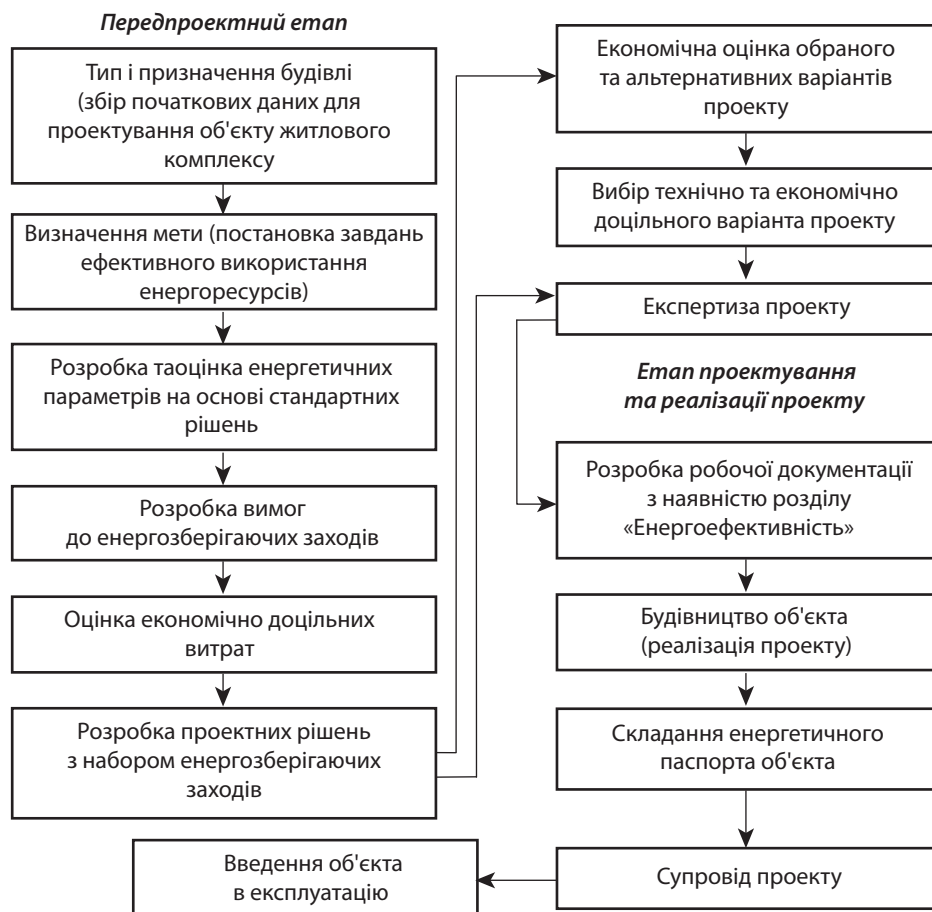 Передпроектний етап
Тип і призначення будівлі
(збір початкових даних для
проектування об'єкту житлового
комплексу
Визначення мети (постановка завдань
ефективного використання
енергоресурсів)
Розробка таоцінка енергетичних
параметрів на основі стандартних
рішень
Розробка вимог
до енергозберігаючих заходів
Оцінка економічно доцільних
витрат
Розробка проектних рішень
з набором енергозберігаючих
заходів
Економічна оцінка обраного
та альтернативних варіантів
проекту
Вибір технічно та економічно
доцільного варіанта проекту
Експертиза проекту
Етап проектування
та реалізації проекту
Розробка робочої документації
з наявністю розділу
«Енергоефективність»
Будівництво об'єкта
(реалізація проекту)
Складання енергетичного
паспорта об'єкта
Супровід проекту
Введення об'єкта
в експлуатацію